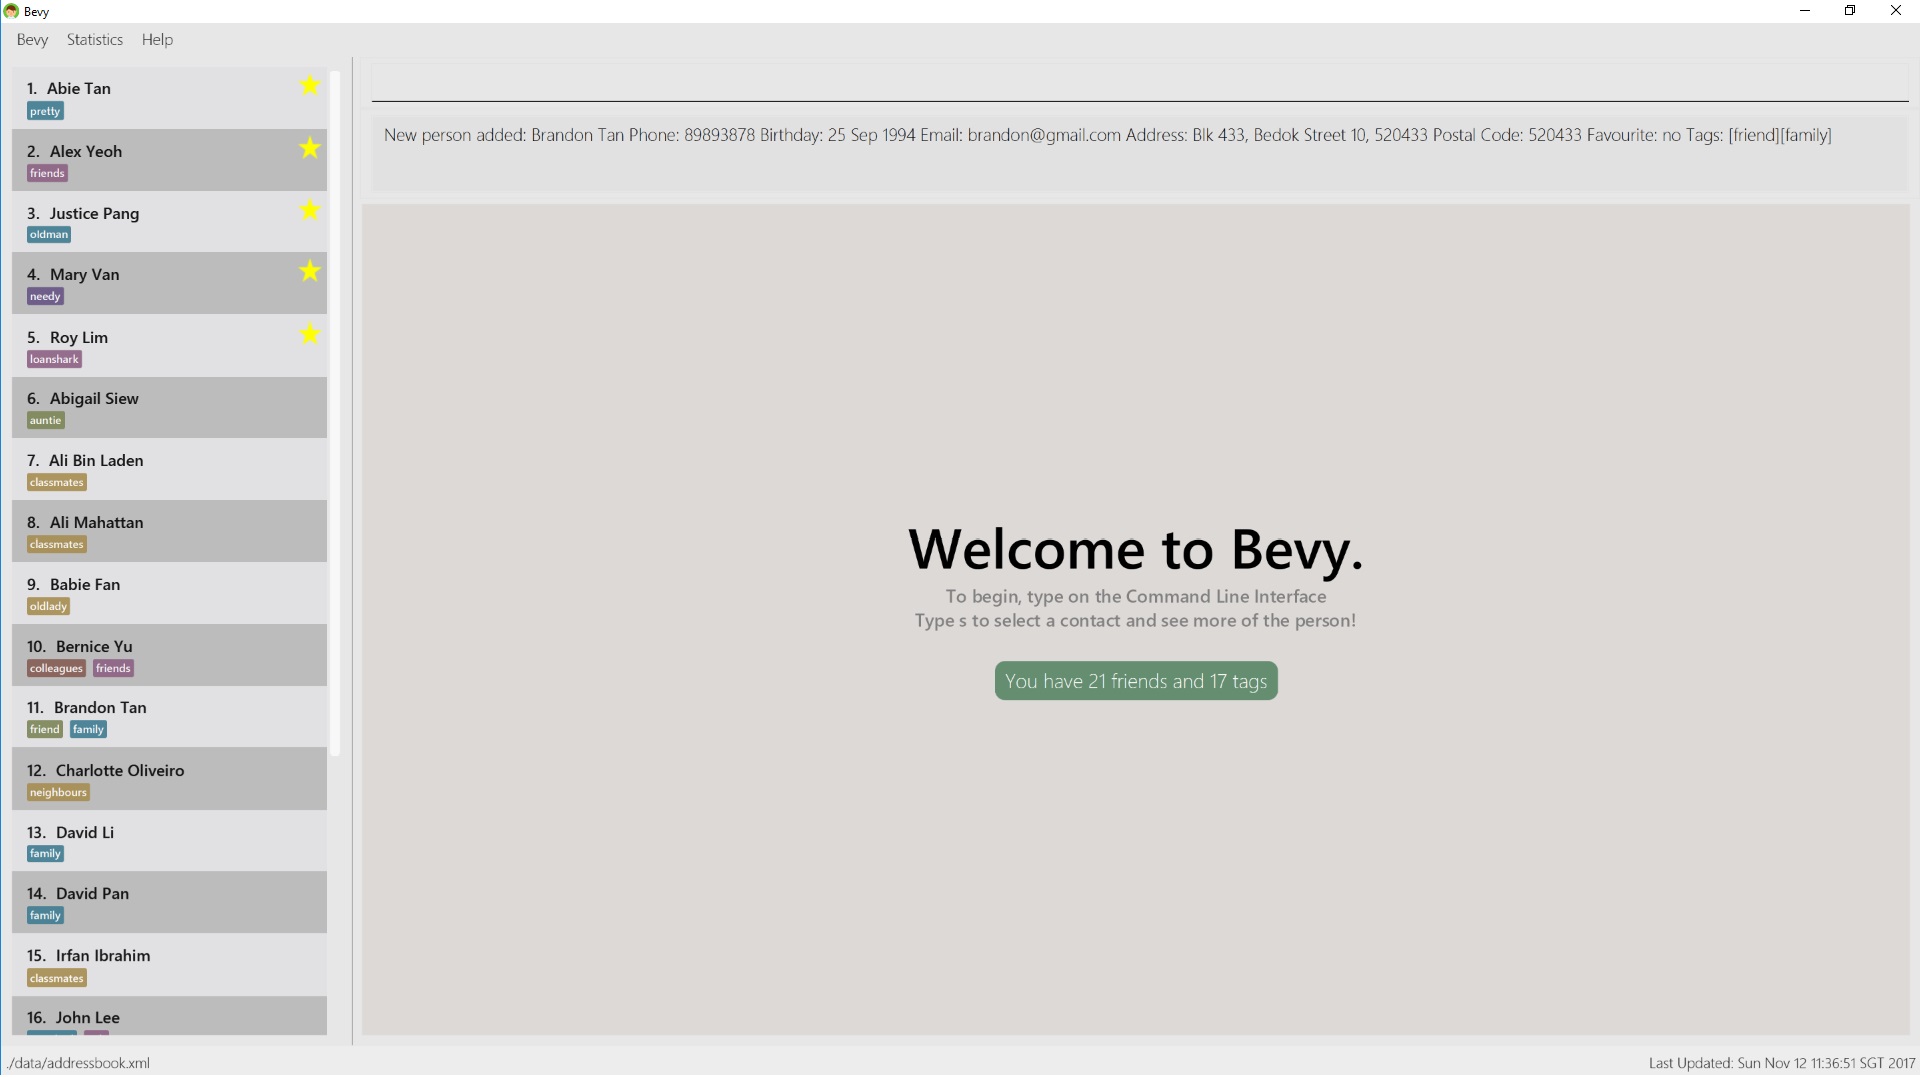 Bevy
Bevy Statistics Help
1. Abie Tan
pretty
2. Alex Yeoh
friends
3. Justice Pang
oldman
4. Mary Van
needy
5. Roy Lim
loanshark
6. Abigail Siew
auntie
7. Ali Bin Laden
classmates
8. Ali Mahattan
classmates
9. Babie Fan
oldlady
10. Bernice Yu
colleagues friends
11. Brandon Tan
friend family
12. Charlotte Oliveiro
neighbours
13. David Li
family
14. David Pan
family
15. Irfan Ibrahim
classmates
16. John Lee
New person added: Brandon Tan Phone: 89893878 Birthday: 25 Sep 1994 Email: brandon@gmail.com Address: Blk 433, Bedok Street 10, 520433 Postal Code: 520433 Favourite: no Tags: [friend][family]
Welcome to Bevy.
To begin, type on the Command Line Interface
Type s to select a contact and see more of the person!
You have 21 friends and 17 tags
./data/addressbook.xml
Last Updated: Sun Nov 12 11:36:51 SGT 2017